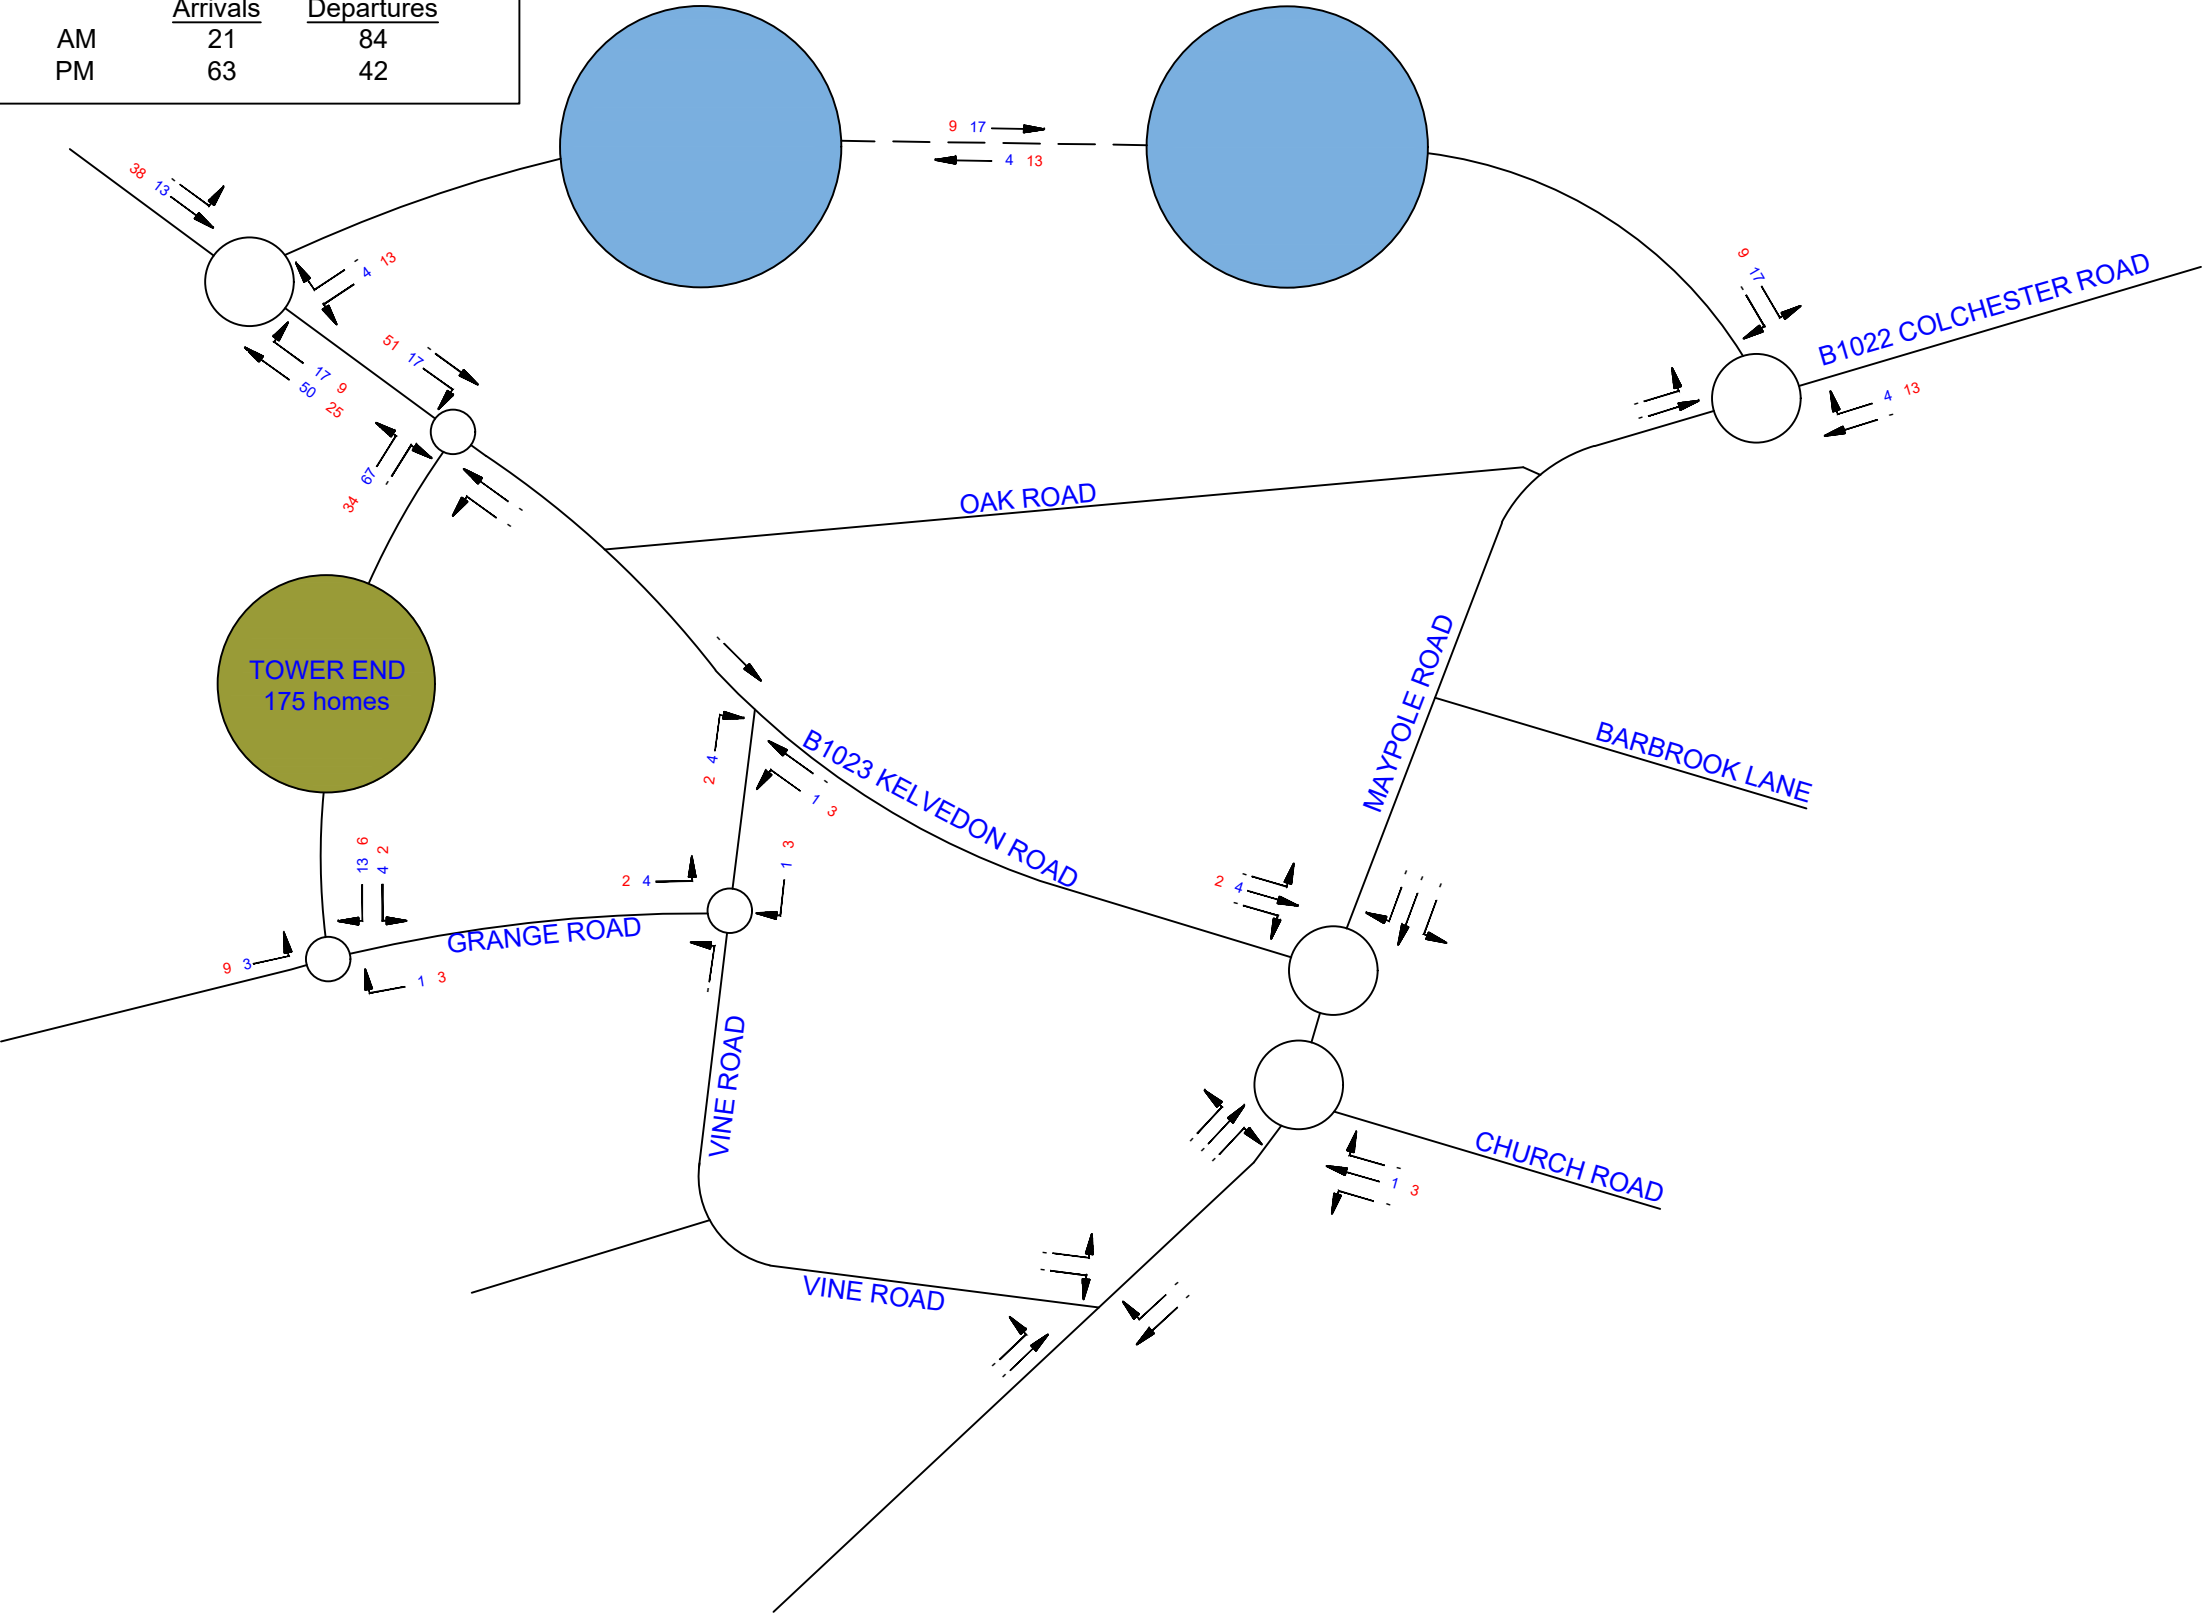 Arrivals Departures
AM 21 84
PM 63 42
9 17
4 13
38 13
4 13
9 17
B1022 COLCHESTER ROAD
51 17
17 9
50 25
4 13
67
34
OAK ROAD
TOWER END
175 homes
MAYPOLE ROAD
BARBROOK LANE
B1023 KELVEDON ROAD
2 4
1 3
13 6
4 2
1 3
2 4
2 4
GRANGE ROAD
9 3
1 3
VINE ROAD
CHURCH ROAD
1 3
VINE ROAD